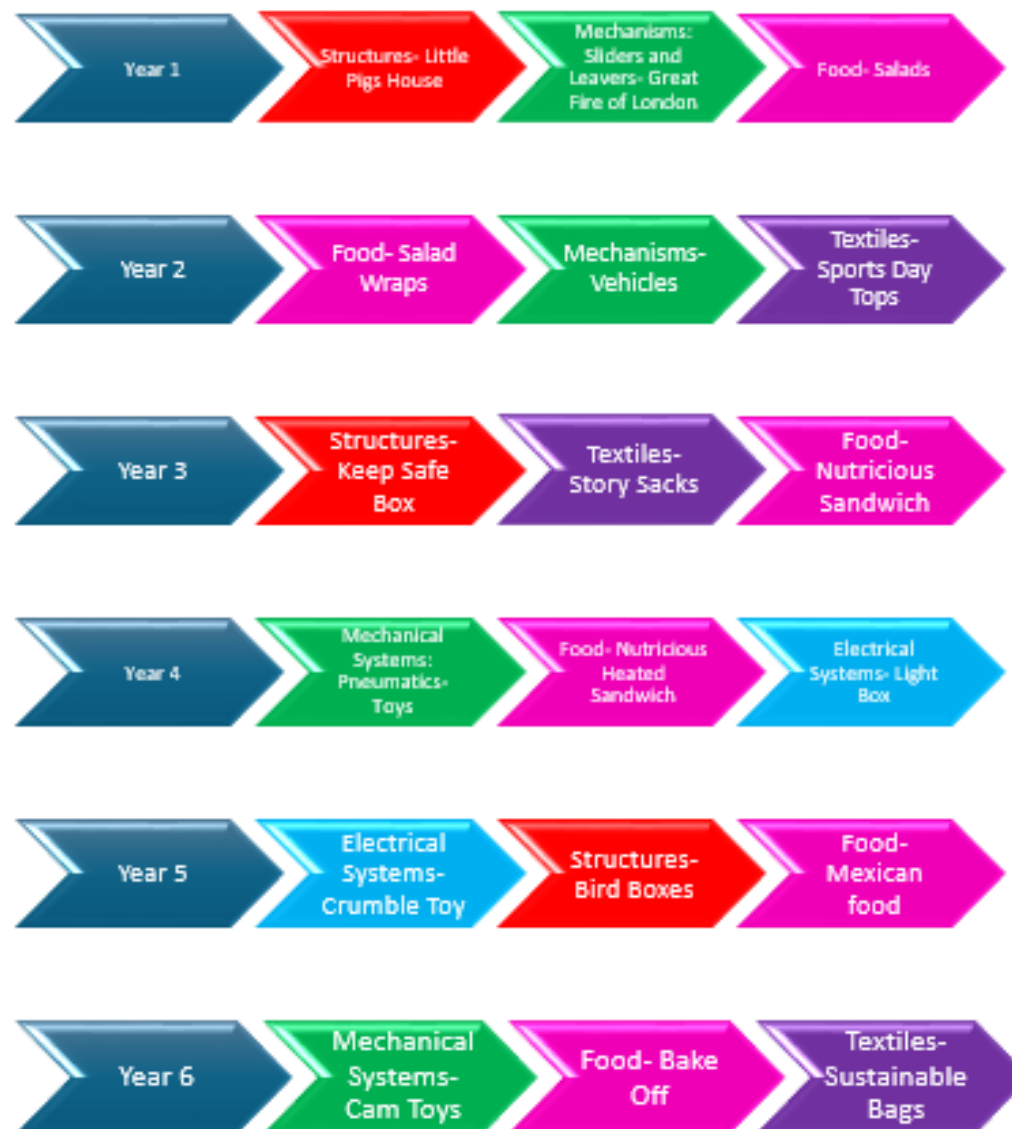 Year 1
Structures- Little
Pigs House
Mechanisms:
Sliders and
Leavers- Great
Fire of London
Food- Salads
Year 2
Food- Salad
Wraps
Mechanisms-
Vehicles
Textiles-
Sports Day
Tops
Year 3
Structures-
Keep Safe
Box
Textiles-
Story Sacks
Food-
Nutricious
Sandwich
Year 4
Mechanical
Systems:
Pneumatics-
Toys
Food- Nutricious
Heated
Sandwich
Electrical
Systems- Light
Box
Year 5
Electrical
Systems-
Crumble Toy
Structures-
Bird Boxes
Food-
Mexican
food
Year 6
Mechanical
Systems-
Cam Toys
Food- Bake
Off
Textiles-
Sustainable
Bags